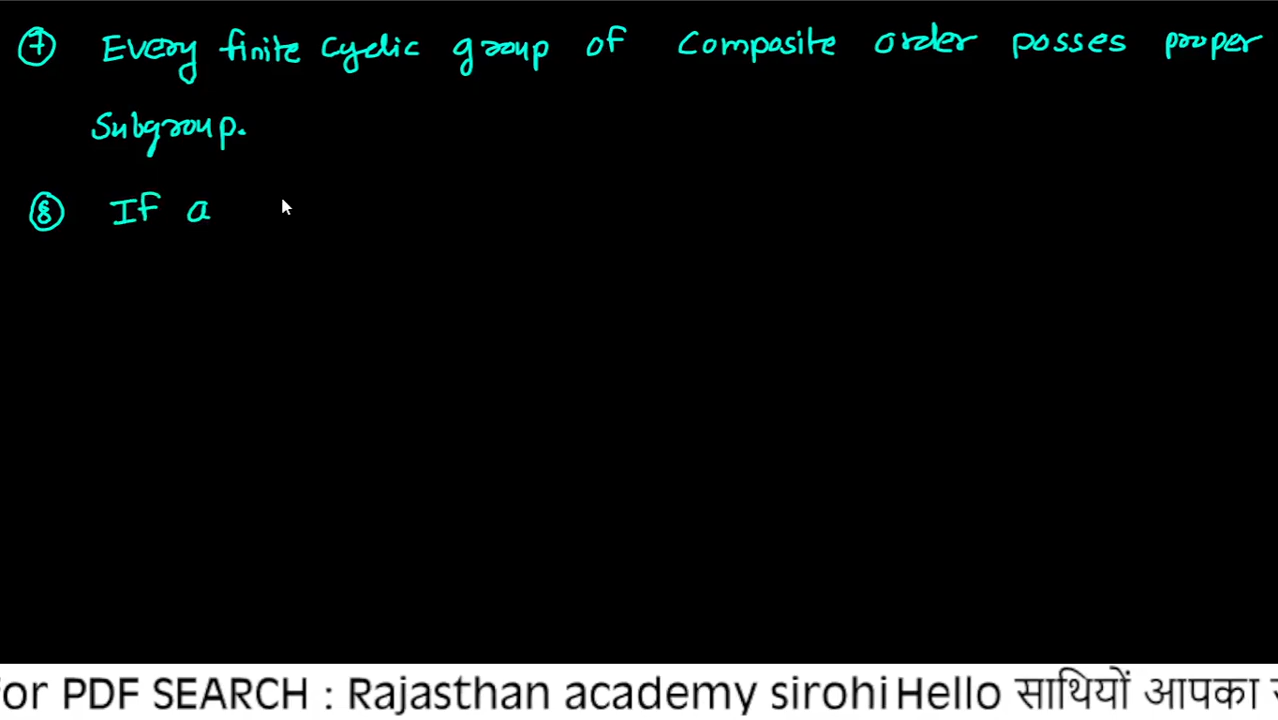 ⑦ Every finite cyclic group of Composite order posses proper
Subgroup.
⑧ If a
for PDF SEARCH : Rajasthan academy sirohi Hello साथियों आपका